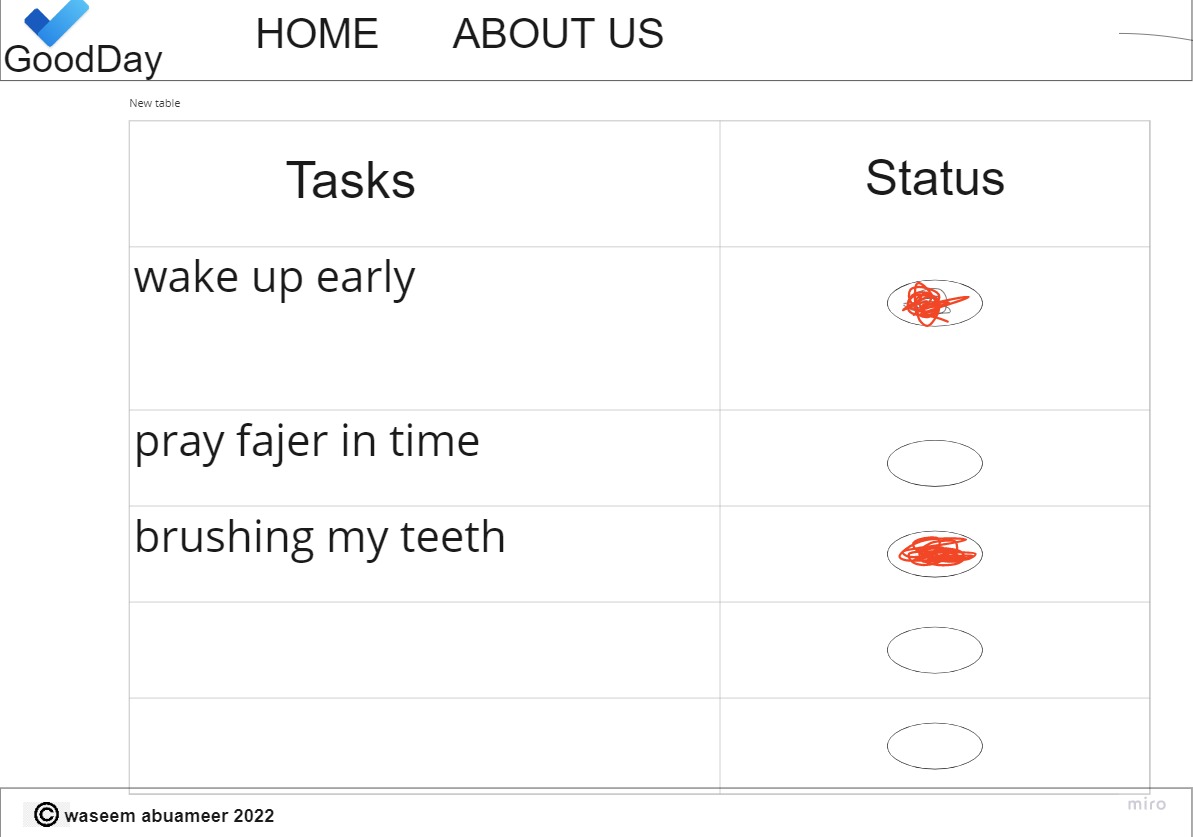 GoodDay
HOME ABOUT US
New table
Tasks Status
wake up early
pray fajer in time
brushing my teeth
© waseem abuameer 2022
miro